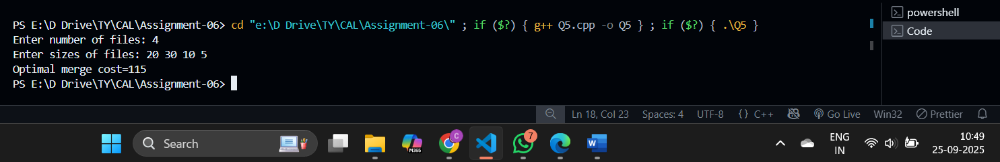 PS E:\D Drive\TY\CAL\Assignment-06> cd "e:\D Drive\TY\CAL\Assignment-06\" ; if ($?) { g++ Q5.cpp -o Q5 } ; if ($?) { .\Q5 }
Enter number of files: 4
Enter sizes of files: 20 30 10 5
Optimal merge cost=115
PS E:\D Drive\TY\CAL\Assignment-06>
powershell
Code
Ln 18, Col 23 Spaces: 4 UTF-8 {} C++ Go Live Win32 Prettier
Search
M365
C
7
ENG
IN
10:49
25-09-2025